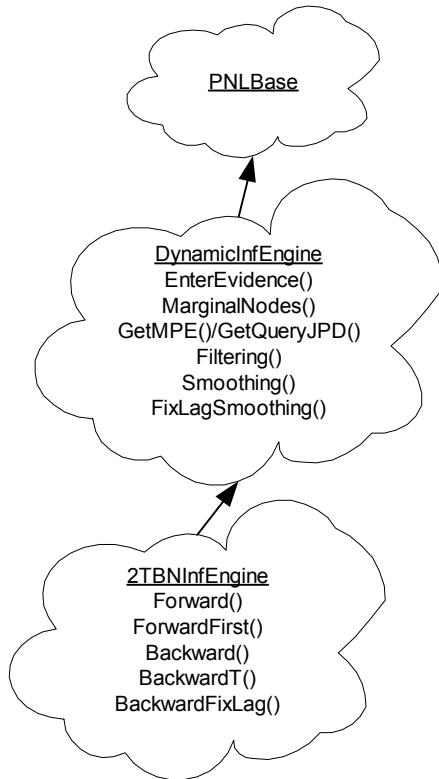 PNLBase
DynamicInfEngine
EnterEvidence()
MarginalNodes()
GetMPE()/GetQueryJPD()
Filtering()
Smoothing()
FixLagSmoothing()
2TBNInfEngine
Forward()
ForwardFirst()
Backward()
BackwardT()
BackwardFixLag()